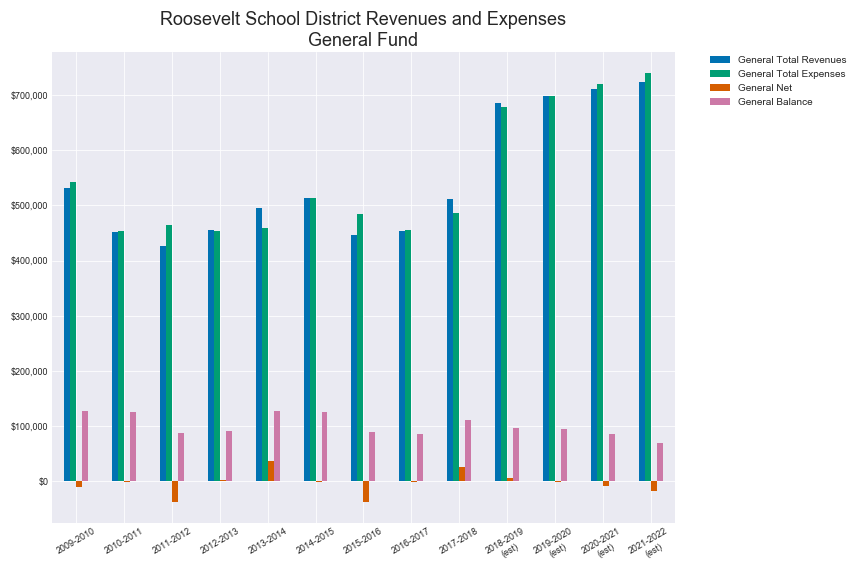 Roosevelt School District Revenues and Expenses
General Fund
General Total Revenues
General Total Expenses
General Net
General Balance
$700,000
$600,000
$500,000
$400,000
$300,000
$200,000
$100,000
$0
2009-2010
2010-2011
2011-2012
2012-2013
2013-2014
2014-2015
2015-2016
2016-2017
2017-2018
2018-2019
(est)
2019-2020
(est)
2020-2021
(est)
2021-2022
(est)